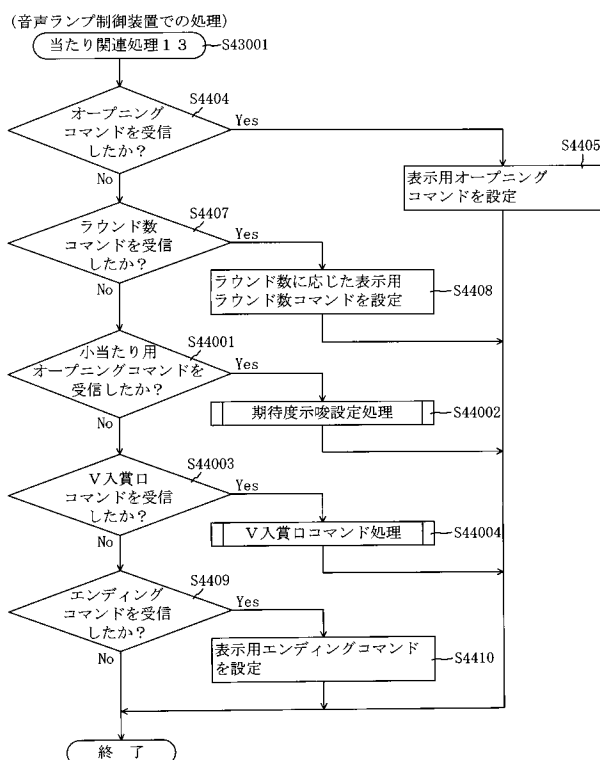 (音声ランプ制御装置での処理)
当たり関連処理13
S43001
S4404
オープニング
コマンドを受信
したか?
Yes
No
S4405
表示用オープニング
コマンドを設定
S4407
ラウンド数
コマンドを受信
したか?
Yes
No
ラウンド数に応じた表示用
ラウンド数コマンドを設定
S4408
S44001
小当たり用
オープニングコマンドを
受信したか?
Yes
No
期待度示唆設定処理
S44002
S44003
V入賞口
コマンドを受信
したか?
Yes
No
V入賞口コマンド処理
S44004
S4409
エンディング
コマンドを受信
したか?
Yes
No
表示用エンディングコマンド
を設定
S4410
終 了